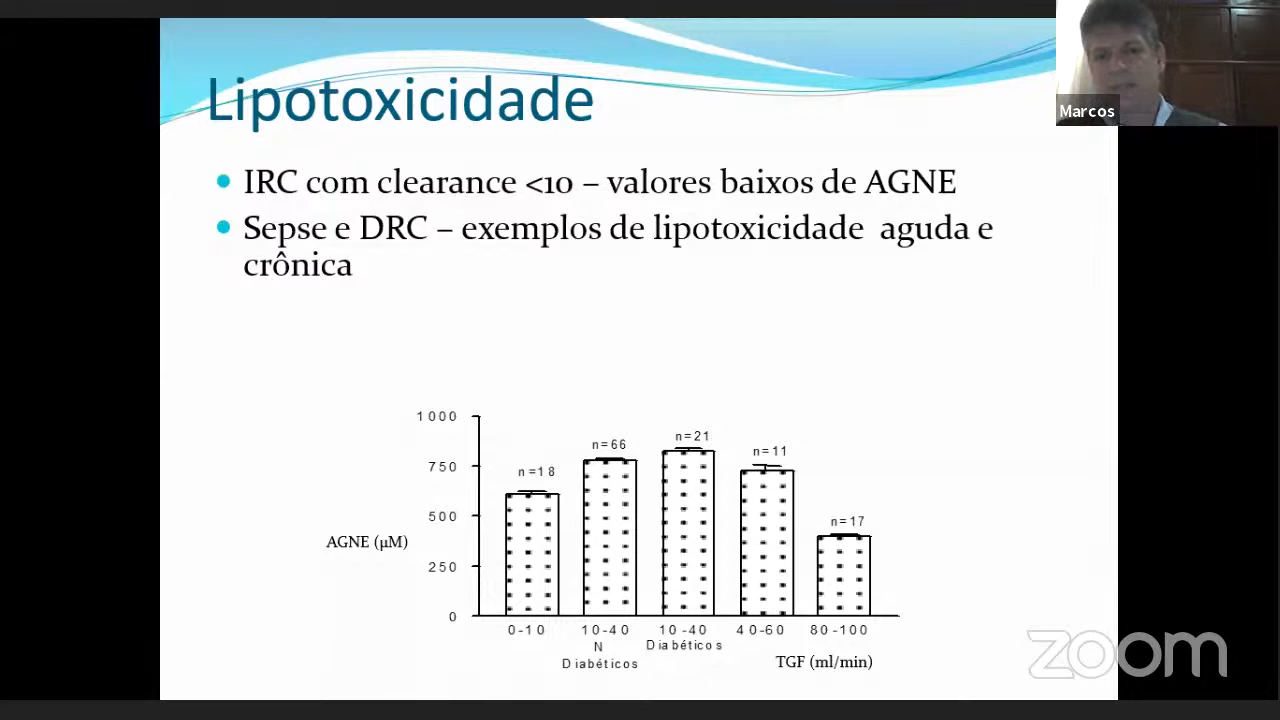 Lipotoxicidade
Marcos
IRC com clearance <10 – valores baixos de AGNE
Sepse e DRC – exemplos de lipotoxicidade aguda e
crônica
1000
750
500
250
0
AGNE (µM)
n=18
n=66
n=21
n=11
n=17
0-10
10-40
N
Diabéticos
10-40
Diabéticos
40-60
80-100
TGF (ml/min)
zoom